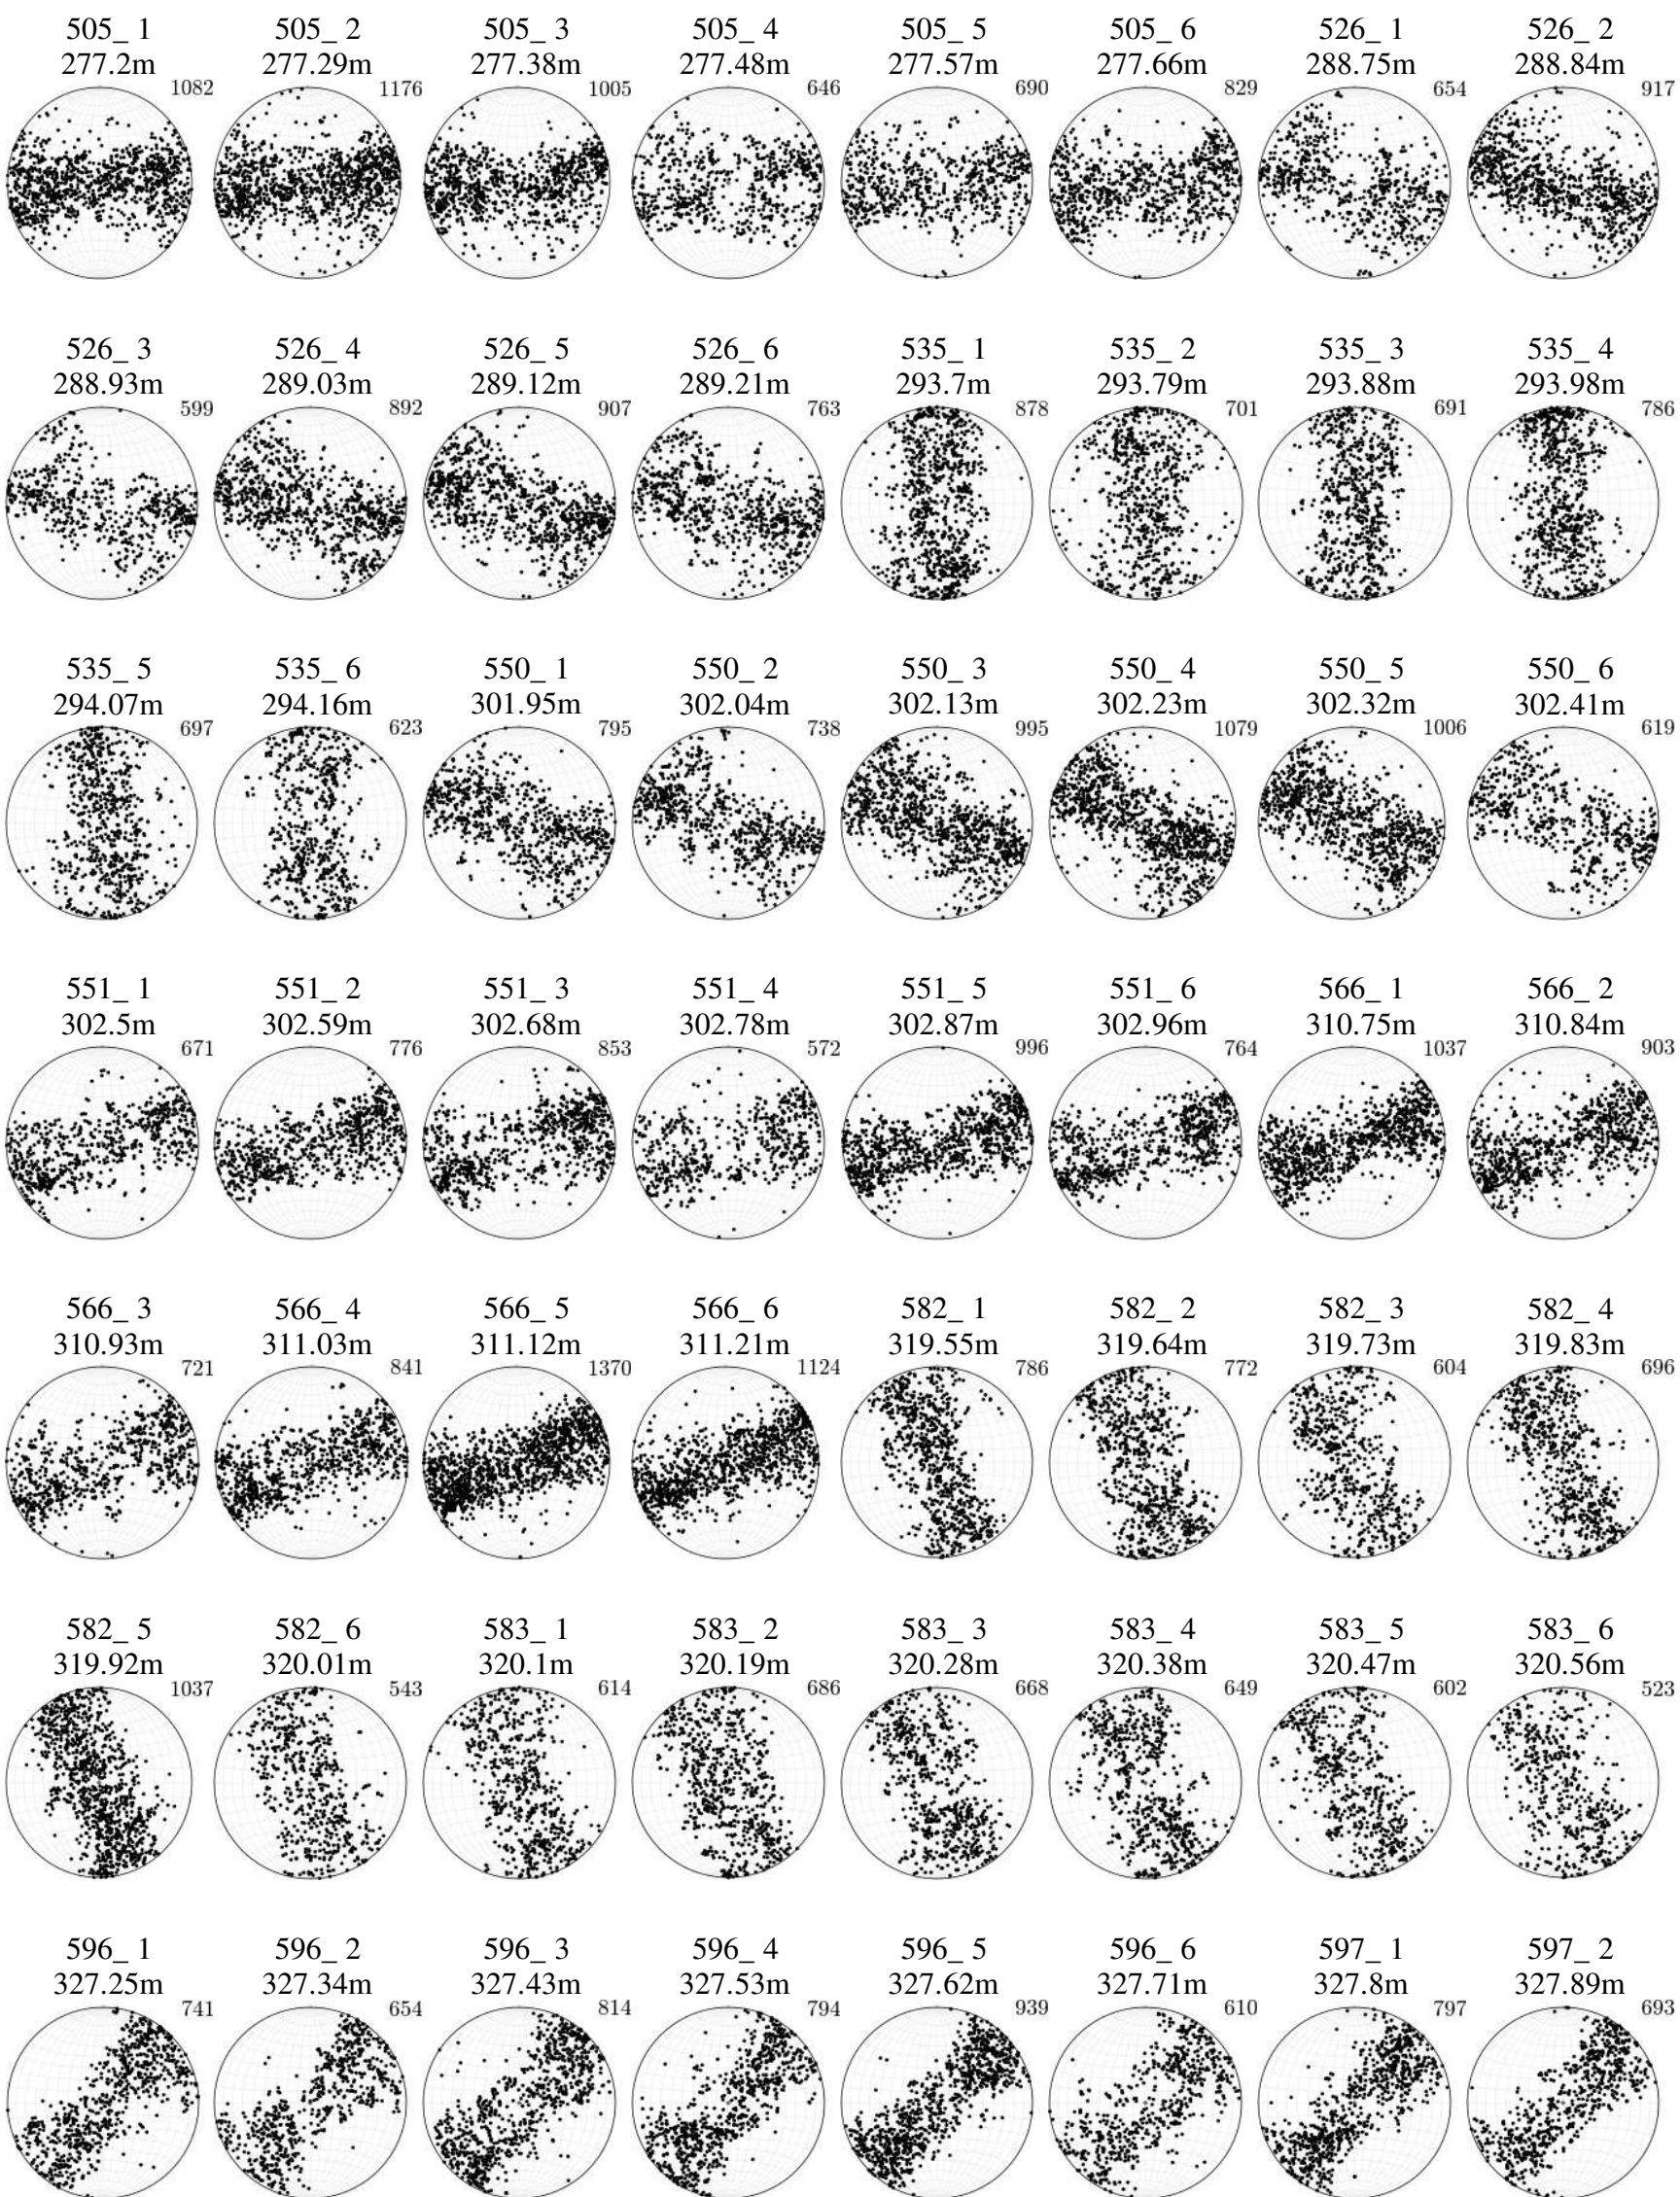 505_ 1 505_ 2 505_ 3 505_ 4 505_ 5 505_ 6 526_ 1 526_ 2
277.2m 277.29m 277.38m 277.48m 277.57m 277.66m 288.75m 288.84m
1082 1176 1005 646 690 829 654 917
526_ 3 526_ 4 526_ 5 526_ 6 535_ 1 535_ 2 535_ 3 535_ 4
288.93m 289.03m 289.12m 289.21m 293.7m 293.79m 293.88m 293.98m
599 892 907 763 878 701 691 786
535_ 5 535_ 6 550_ 1 550_ 2 550_ 3 550_ 4 550_ 5 550_ 6
294.07m 294.16m 301.95m 302.04m 302.13m 302.23m 302.32m 302.41m
697 623 795 738 995 1079 1006 619
551_ 1 551_ 2 551_ 3 551_ 4 551_ 5 551_ 6 566_ 1 566_ 2
302.5m 302.59m 302.68m 302.78m 302.87m 302.96m 310.75m 310.84m
671 776 853 572 996 764 1037 903
566_ 3 566_ 4 566_ 5 566_ 6 582_ 1 582_ 2 582_ 3 582_ 4
310.93m 311.03m 311.12m 311.21m 319.55m 319.64m 319.73m 319.83m
721 841 1370 1124 786 772 604 696
582_ 5 582_ 6 583_ 1 583_ 2 583_ 3 583_ 4 583_ 5 583_ 6
319.92m 320.01m 320.1m 320.19m 320.28m 320.38m 320.47m 320.56m
1037 543 614 686 668 649 602 523
596_ 1 596_ 2 596_ 3 596_ 4 596_ 5 596_ 6 597_ 1 597_ 2
327.25m 327.34m 327.43m 327.53m 327.62m 327.71m 327.8m 327.89m
741 654 814 794 939 610 797 693